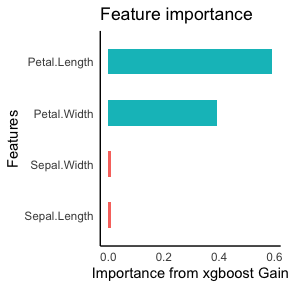 Feature importance
Features
Petal.Length
Petal.Width
Sepal.Width
Sepal.Length
0.0 0.2 0.4 0.6
Importance from xgboost Gain